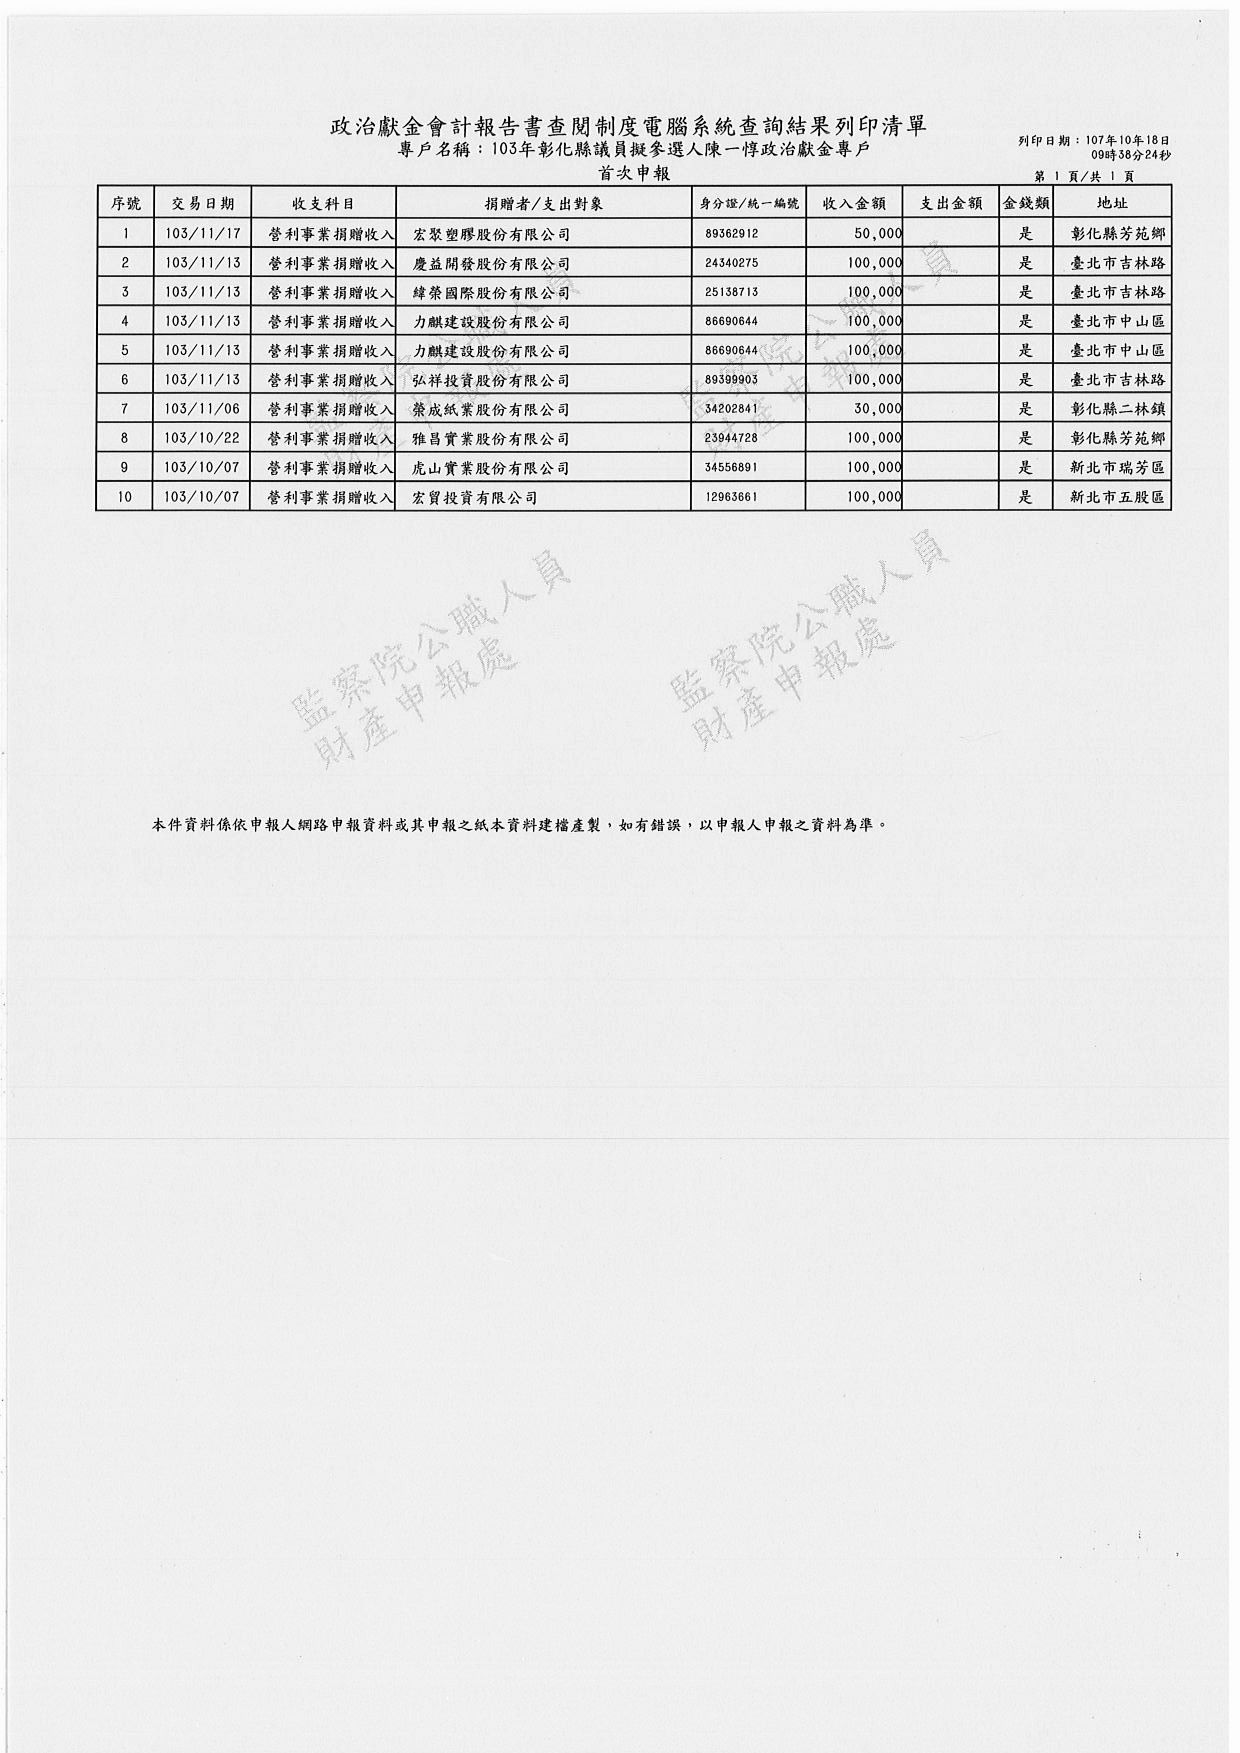 政治獻金會計報告書查閱制度電腦系統查詢結果列印清單
專戶名稱：103年彰化縣議員擬參選人陳一惇政治獻金專戶
列印日期：107年10月18日
09時38分24秒
首次申報
第 1 頁/共 1 頁
序號 交易日期 收支科目 捐贈者/支出對象 身分證/統一編號 收入金額 支出金額 金錢類 地址
1 103/11/17 營利事業捐贈收入 宏聚塑膠股份有限公司 89362912 50,000 是 彰化縣芳苑鄉
2 103/11/13 營利事業捐贈收入 慶益開發股份有限公司 24340275 100,000 是 臺北市吉林路
3 103/11/13 營利事業捐贈收入 緯榮國際股份有限公司 25138713 100,000 是 臺北市吉林路
4 103/11/13 營利事業捐贈收入 力麒建設股份有限公司 86690644 100,000 是 臺北市中山區
5 103/11/13 營利事業捐贈收入 力麒建設股份有限公司 86690644 100,000 是 臺北市中山區
6 103/11/13 營利事業捐贈收入 弘祥投資股份有限公司 89399903 100,000 是 臺北市吉林路
7 103/11/06 營利事業捐贈收入 榮成紙業股份有限公司 34202841 30,000 是 彰化縣二林鎮
8 103/10/22 營利事業捐贈收入 雅昌實業股份有限公司 23944728 100,000 是 彰化縣芳苑鄉
9 103/10/07 營利事業捐贈收入 虎山實業股份有限公司 34556891 100,000 是 新北市瑞芳區
10 103/10/07 營利事業捐贈收入 宏貿投資有限公司 12963661 100,000 是 新北市五股區
監察院公職人員
財產申報處
監察院公職人員
財產申報處
監察院公職人員
財產申報處
監察院公職人員
財產申報處
本件資料係依申報人網路申報資料或其申報之紙本資料建檔產製，如有錯誤，以申報人申報之資料為準。